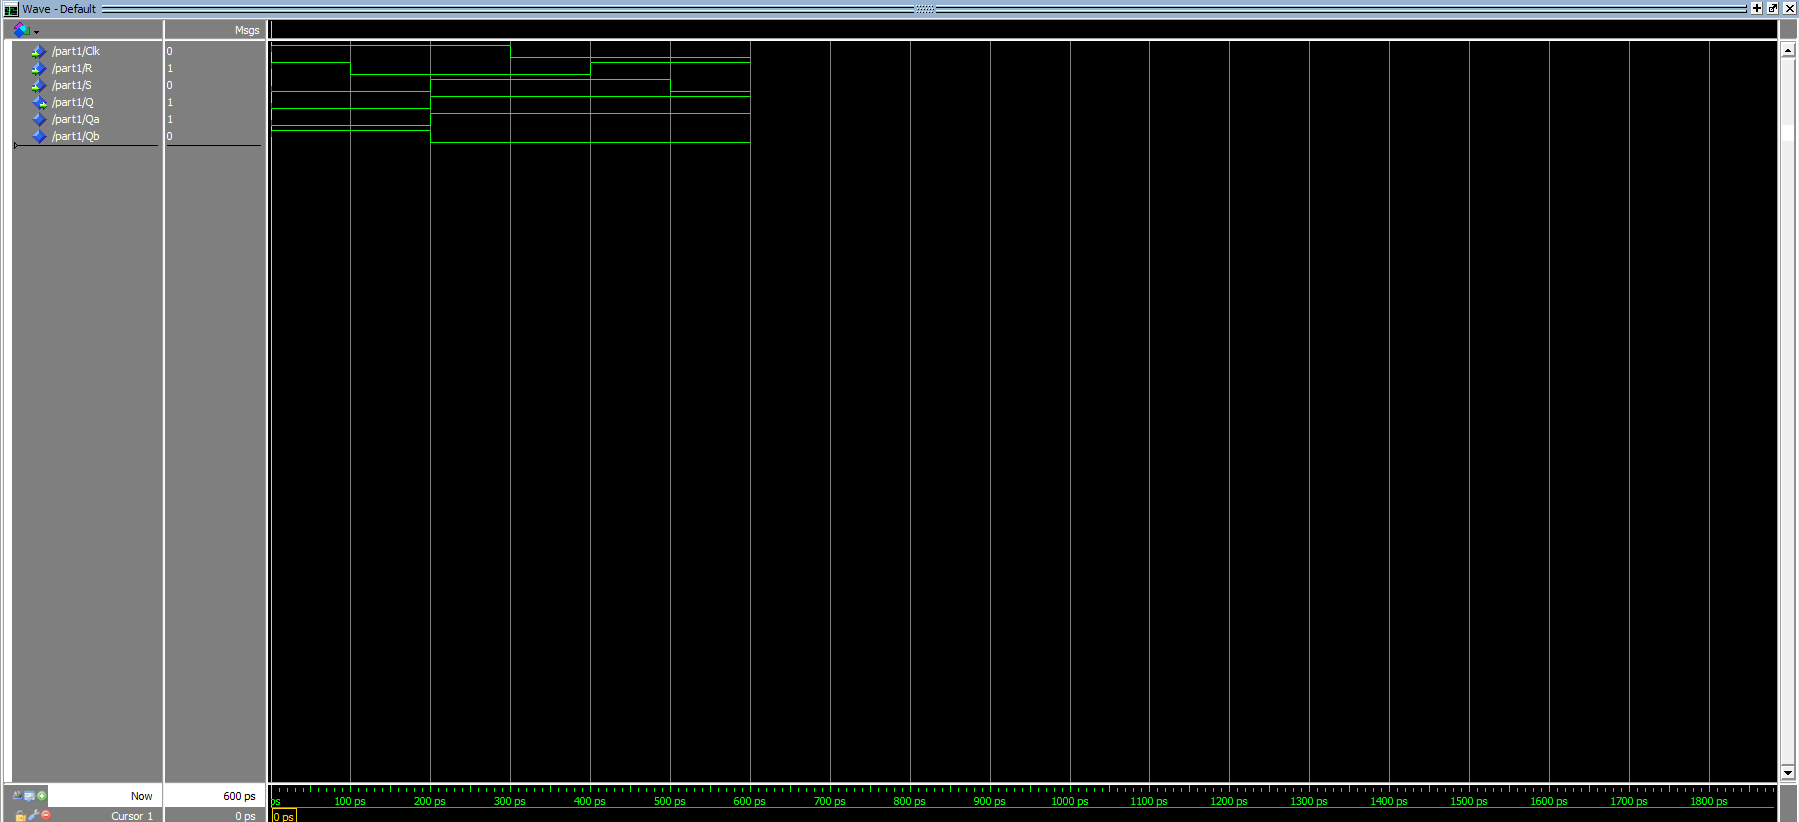 Wave - Default
Msgs
/part1/Clk 0
/part1/R 1
/part1/S 0
/part1/Q 1
/part1/Qa 1
/part1/Qb 0
Now 600 ps ps 100 ps 200 ps 300 ps 400 ps 500 ps 600 ps 700 ps 800 ps 900 ps 1000 ps 1100 ps 1200 ps 1300 ps 1400 ps 1500 ps 1600 ps 1700 ps 1800 ps
Cursor 1 0 ps 0 ps